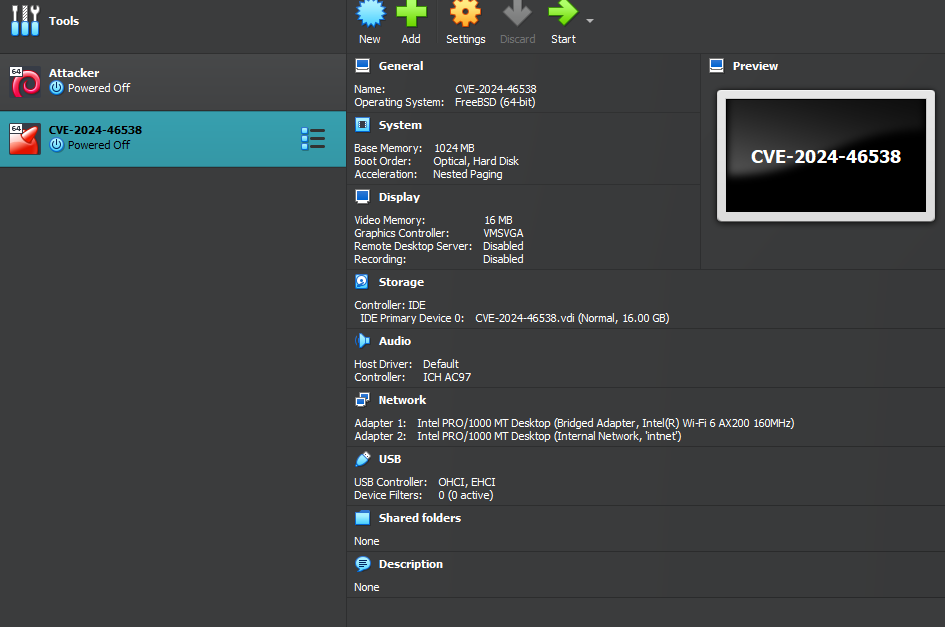 Tools
New Add Settings Discard Start
64 Attacker
Powered Off
64 CVE-2024-46538
Powered Off
General
Name: CVE-2024-46538
Operating System: FreeBSD (64-bit)
System
Base Memory: 1024 MB
Boot Order: Optical, Hard Disk
Acceleration: Nested Paging
Display
Video Memory: 16 MB
Graphics Controller: VMSVGA
Remote Desktop Server: Disabled
Recording: Disabled
Storage
Controller: IDE
IDE Primary Device 0: CVE-2024-46538.vdi (Normal, 16.00 GB)
Audio
Host Driver: Default
Controller: ICH AC97
Network
Adapter 1: Intel PRO/1000 MT Desktop (Bridged Adapter, Intel(R) Wi-Fi 6 AX200 160MHz)
Adapter 2: Intel PRO/1000 MT Desktop (Internal Network, 'intnet')
USB
USB Controller: OHCI, EHCI
Device Filters: 0 (0 active)
Shared folders
None
Description
None
Preview
CVE-2024-46538